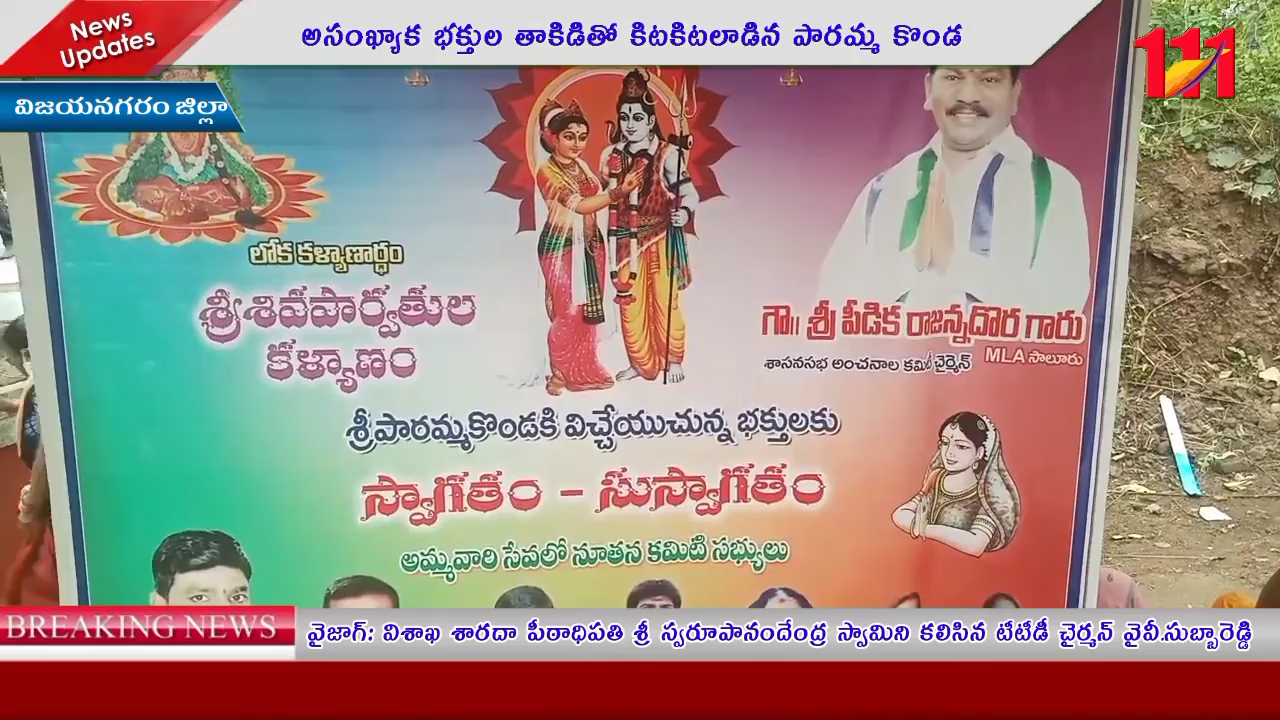 News
Updates
అసంఖ్యాక భక్తుల తాకిడితో కిటకిటలాడిన పారమ్మ కొండ
111
విజయనగరం జిల్లా
లోక కళ్యాణార్ధం
శ్రీశివపార్వతుల
కళ్యాణం
గౌ॥ శ్రీ పీడిక రాజన్నదొర గారు
MLA సాలూరు
శాసనసభ అంచనాల కమిటీ చైర్మెన్
శ్రీపారమ్మకొండకి విచ్చేయుచున్న భక్తులకు
స్వాగతం - సుస్వాగతం
అమ్మవారి సేవలో నూతన కమిటి సభ్యులు
BREAKING NEWS
వైజాగ్: విశాఖ శారదా పీఠాధిపతి శ్రీ స్వరూపానందేంద్ర స్వామిని కలిసిన టీటీడీ చైర్మన్ వైవీ.సుబ్బారెడ్డి